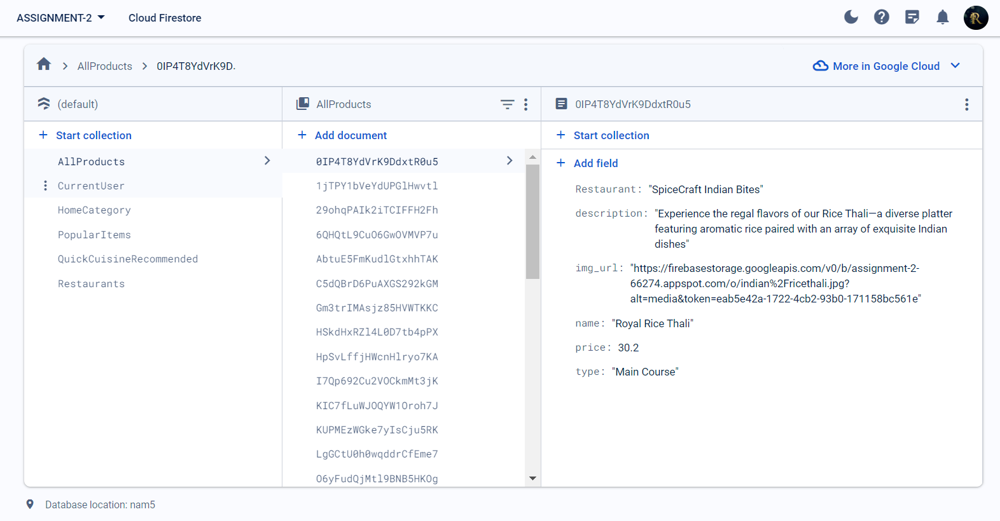 ASSIGNMENT-2 Cloud Firestore
AllProducts 0IP4T8YdVrK9D. More in Google Cloud
(default) AllProducts 0IP4T8YdVrK9DdxtR0u5
+ Start collection + Add document + Start collection
AllProducts
CurrentUser
HomeCategory
PopularItems
QuickCuisineRecommended
Restaurants
0IP4T8YdVrK9DdxtR0u5
1jTPY1bVeYdUPGlHwvtl
29ohqPAIk2iTCIFFH2Fh
6QHQtL9CuO6GwOVMVP7u
AbtuE5FmKudlGtxhhTAK
C5dQBrD6PuAXGS292kGM
Gm3trIMAsjz85HVWTKKC
HSkdHxRZl4L0D7tb4pPX
HpSvLffjHWcnHlryo7KA
I7Qp692Cu2VOCkmMt3jK
KIC7fLuWJOQYW1Oroh7J
KUPMEzWGke7yIsCju5RK
LgGCtU0h0wqddrCfEme7
O6yFudQjMtl9BNB5HKOg
+ Add field
Restaurant: "SpiceCraft Indian Bites"
description: "Experience the regal flavors of our Rice Thali—a diverse platter
featuring aromatic rice paired with an array of exquisite Indian
dishes"
img_url: "https://firebasestorage.googleapis.com/v0/b/assignment-2-
66274.appspot.com/o/indian%2Fricethali.jpg?
alt=media&token=eab5e42a-1722-4cb2-93b0-171158bc561e"
name: "Royal Rice Thali"
price: 30.2
type: "Main Course"
Database location: nam5